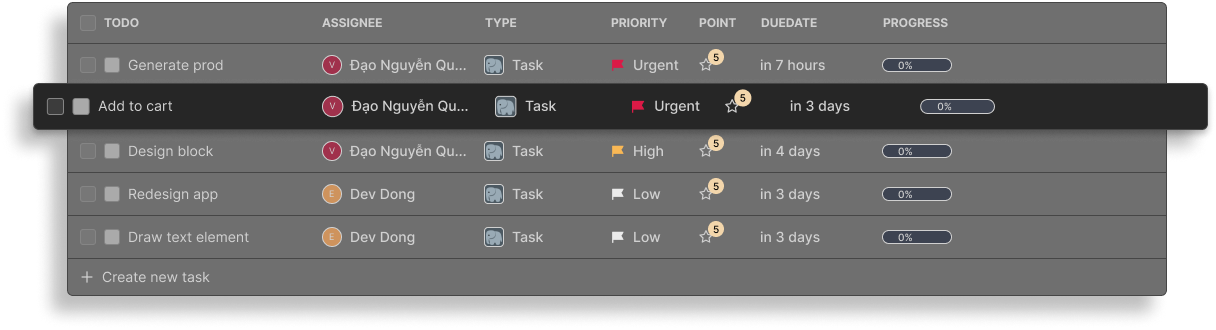 TODO ASSIGNEE TYPE PRIORITY POINT DUEDATE PROGRESS
Generate prod V Đạo Nguyễn Qu... Task Urgent 5 in 7 hours 0%
Add to cart V Đạo Nguyễn Qu... Task Urgent 5 in 3 days 0%
Design block V Đạo Nguyễn Qu... Task High 5 in 4 days 0%
Redesign app E Dev Dong Task Low 5 in 3 days 0%
Draw text element E Dev Dong Task Low 5 in 3 days 0%
+ Create new task